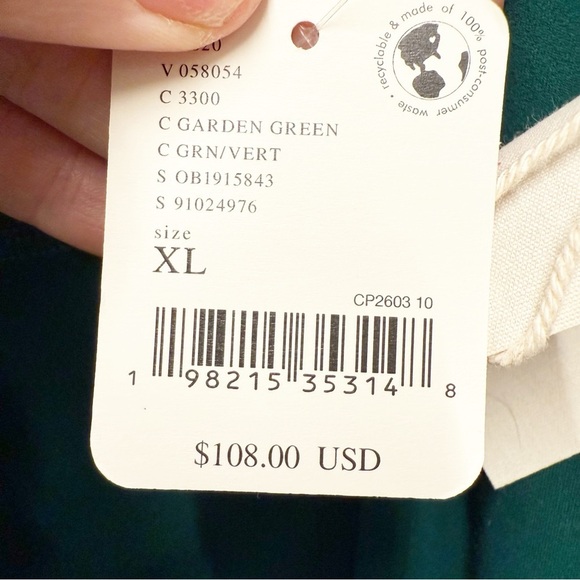 20
V 058054
C 3300
C GARDEN GREEN
C GRN/VERT
S OB1915843
S 91024976
size
XL
CP2603 10
1 98215 35314 8
$108.00 USD
recyclable & made of 100% post-consumer waste •